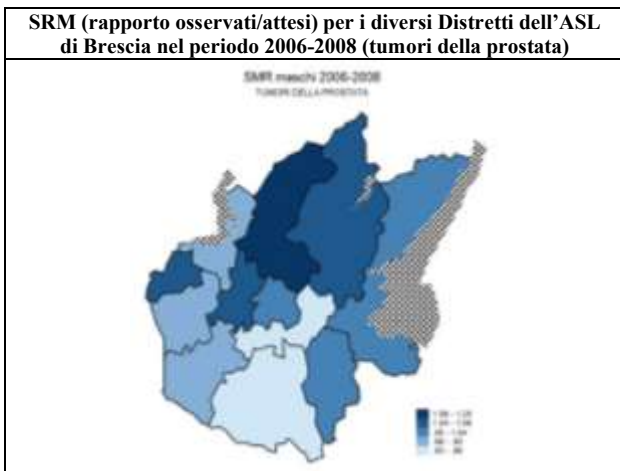 SRM (rapporto osservati/attesi) per i diversi Distretti dell'ASL
di Brescia nel periodo 2006-2008 (tumori della prostata)
SMR maschi 2006-2008
TUMORI DELLA PROSTATA